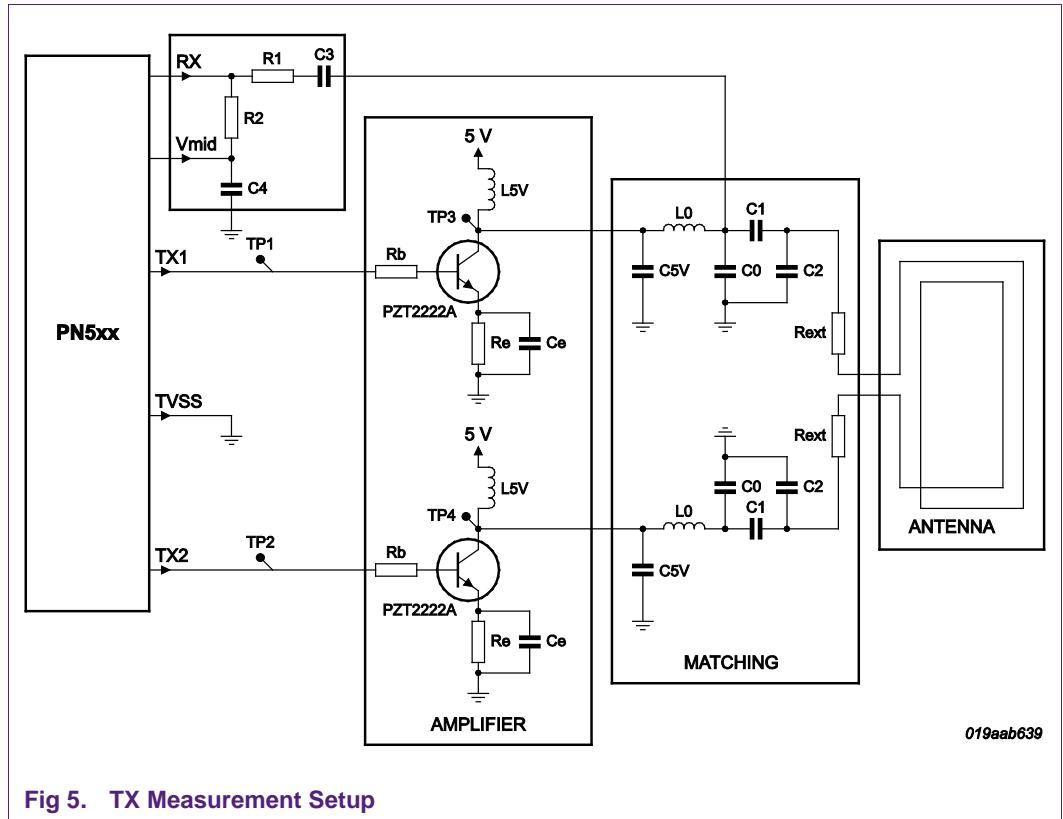 RX
R1
C3
R2
Vmid
C4
PN5xx
TX1
TP1
TVSS
TX2
TP2
5 V
L5V
TP3
Rb
PZT2222A
Re
Ce
5 V
L5V
TP4
Rb
PZT2222A
Re
Ce
AMPLIFIER
L0
C1
C5V
C0
C2
Rext
Rext
C0
C2
L0
C1
C5V
MATCHING
ANTENNA
019aab639
Fig 5. TX Measurement Setup